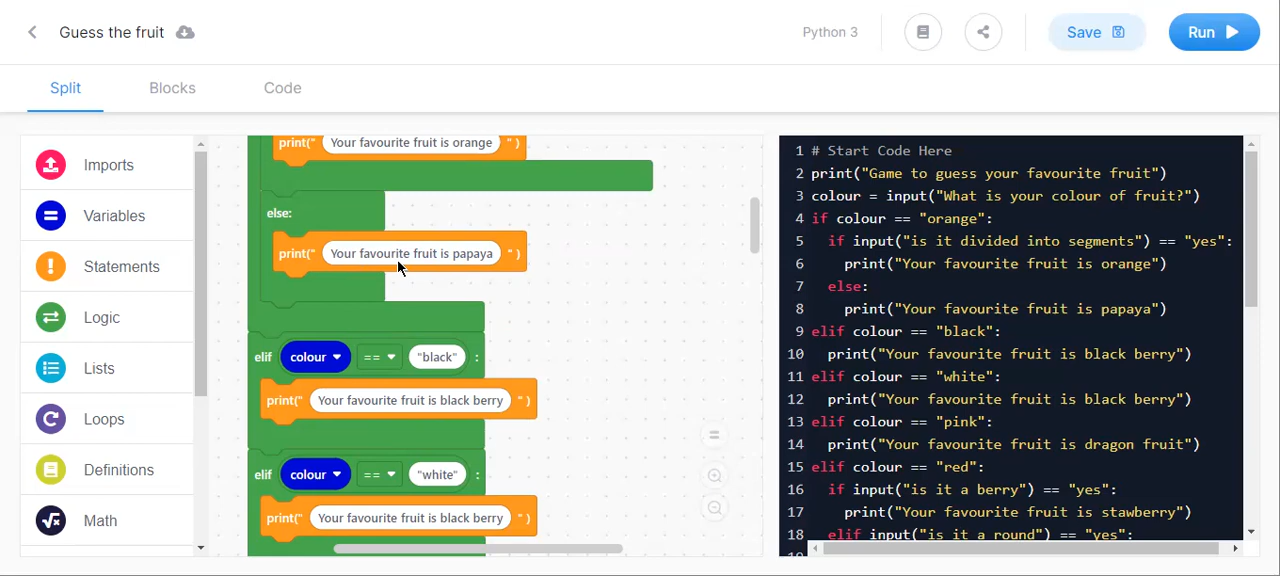 Guess the fruit
Python 3
Save
Run
Split
Blocks
Code
Imports
Variables
Statements
Logic
Lists
Loops
Definitions
Math
print(" Your favourite fruit is orange ")
else:
print(" Your favourite fruit is papaya ")
elif colour == "black" :
print(" Your favourite fruit is black berry ")
elif colour == "white" :
print(" Your favourite fruit is black berry ")
1 # Start Code Here
2 print("Game to guess your favourite fruit")
3 colour = input("What is your colour of fruit?")
4 if colour == "orange":
5 if input("is it divided into segments") == "yes":
6 print("Your favourite fruit is orange")
7 else:
8 print("Your favourite fruit is papaya")
9 elif colour == "black":
10 print("Your favourite fruit is black berry")
11 elif colour == "white":
12 print("Your favourite fruit is black berry")
13 elif colour == "pink":
14 print("Your favourite fruit is dragon fruit")
15 elif colour == "red":
16 if input("is it a berry") == "yes":
17 print("Your favourite fruit is stawberry")
18 elif input("is it a round") == "yes":